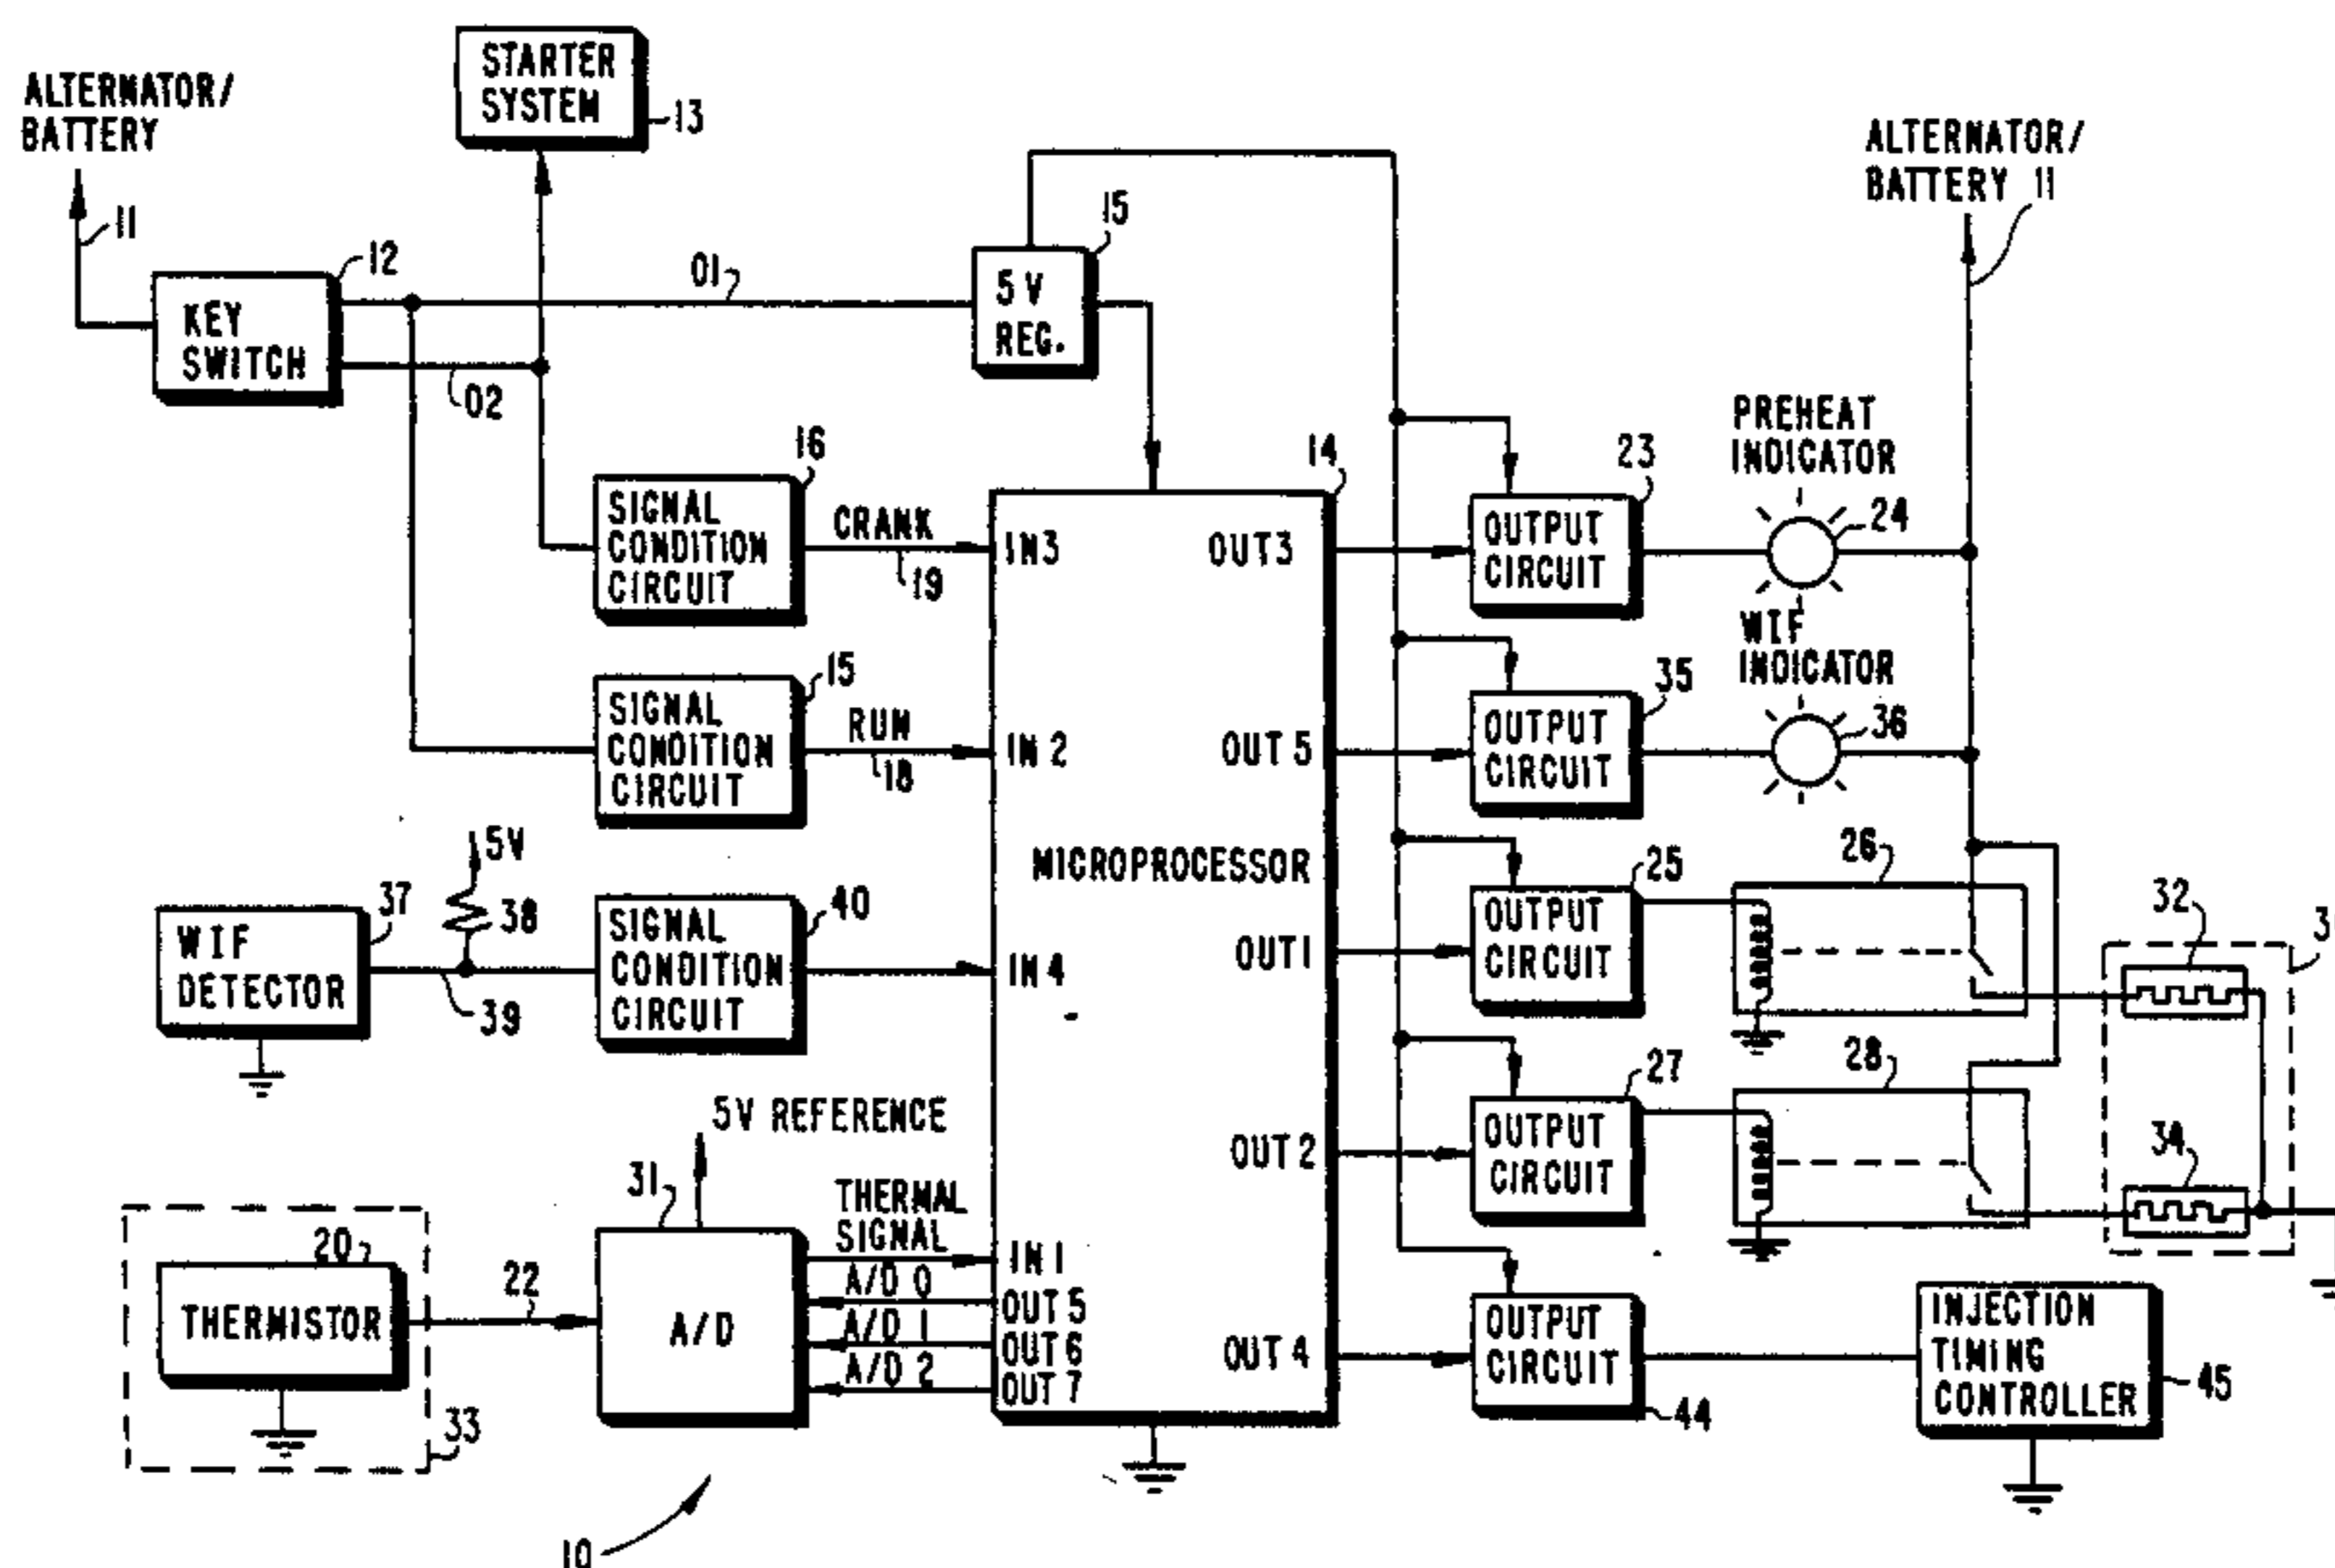 STARTER
SYSTEM
13
ALTERNATOR/
BATTERY
11
KEY
SWITCH
12
01
02
5 V
REG.
15
ALTERNATOR/
BATTERY 11
SIGNAL
CONDITION
CIRCUIT
16
CRANK
19
SIGNAL
CONDITION
CIRCUIT
15
RUN
18
WIF
DETECTOR
37
5V
38
39
SIGNAL
CONDITION
CIRCUIT
40
THERMISTOR
20
33
22
A/D
31
5V REFERENCE
THERMAL
SIGNAL
A/D 0
A/D 1
A/D 2
MICROPROCESSOR
14
IN3
IN 2
IN 4
IN 1
OUT 5
OUT 6
OUT 7
OUT3
OUT 5
OUT1
OUT 2
OUT 4
OUTPUT
CIRCUIT
23
PREHEAT
INDICATOR
24
OUTPUT
CIRCUIT
35
WIF
INDICATOR
36
OUTPUT
CIRCUIT
25
26
32
34
OUTPUT
CIRCUIT
27
28
OUTPUT
CIRCUIT
44
INJECTION
TIMING
CONTROLLER
45
10